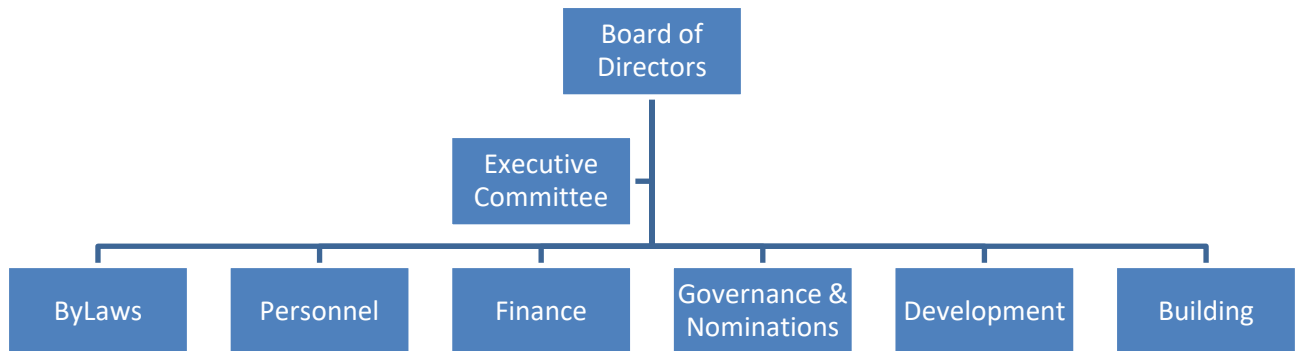 Board of
Directors
Executive
Committee
ByLaws
Personnel
Finance
Governance &
Nominations
Development
Building